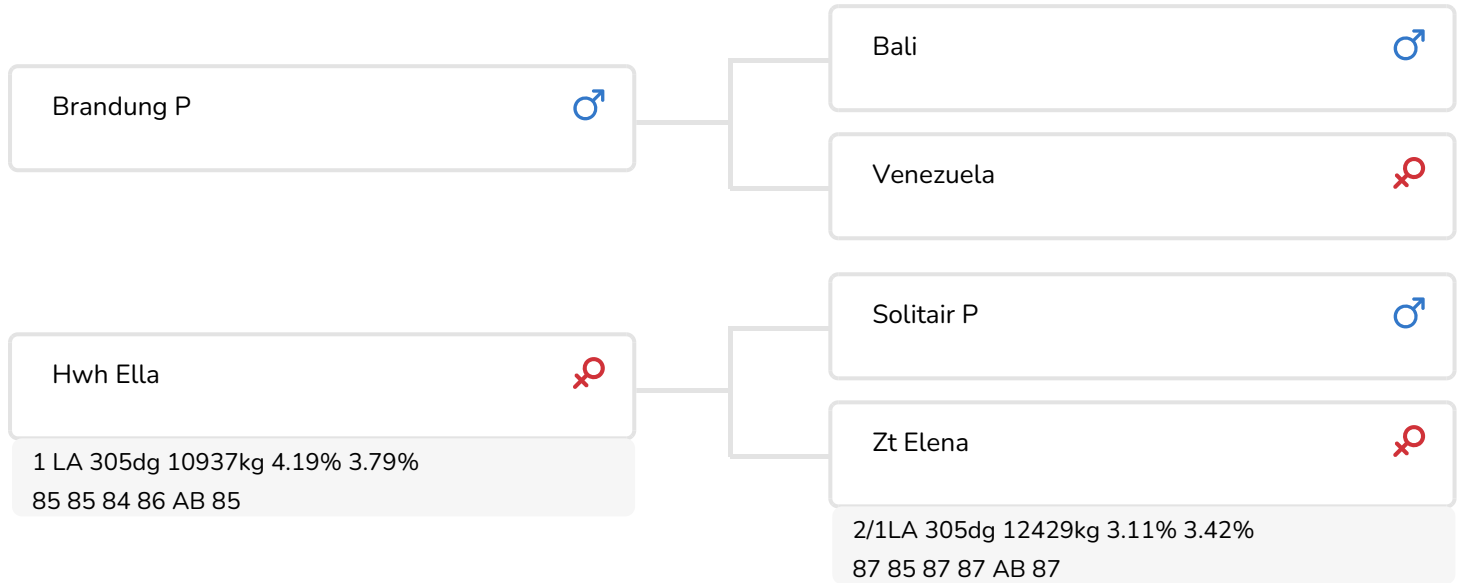 Bali
Brandung P
Venezuela
Solitair P
Hwh Ella
Zt Elena
1 LA 305dg 10937kg 4.19% 3.79%
85 85 84 86 AB 85
2/1LA 305dg 12429kg 3.11% 3.42%
87 85 87 87 AB 87